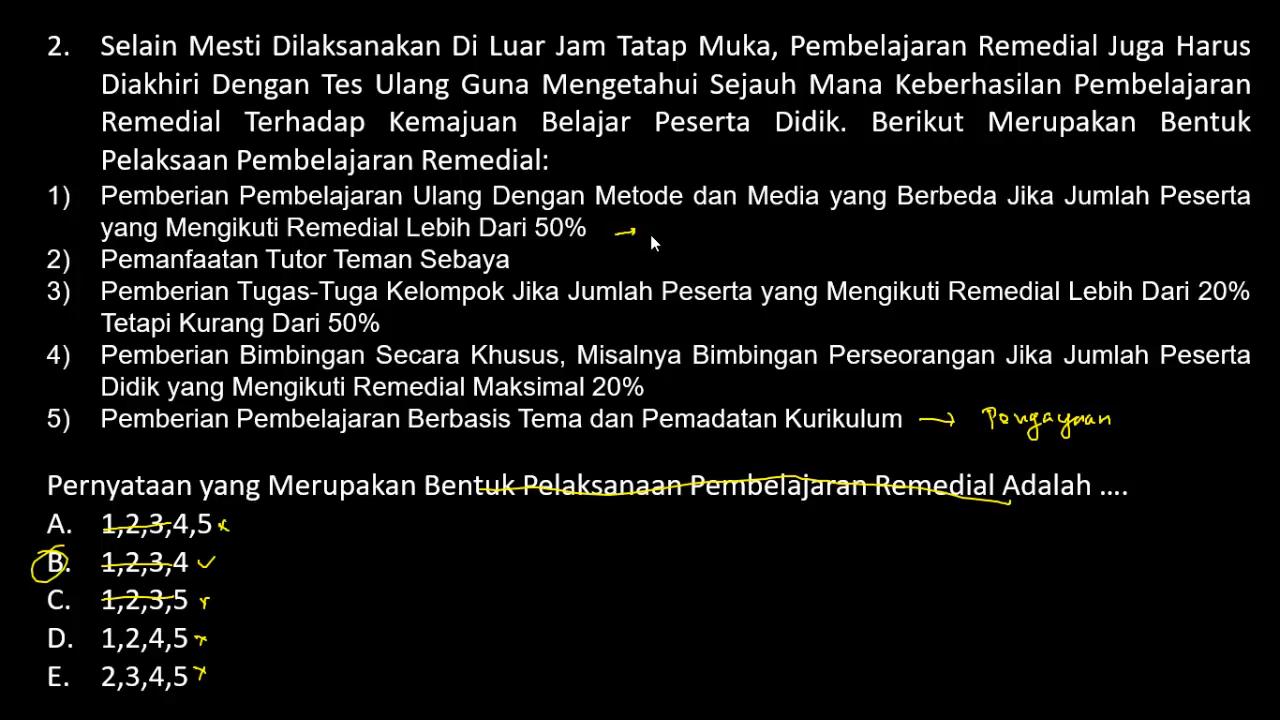 2. Selain Mesti Dilaksanakan Di Luar Jam Tatap Muka, Pembelajaran Remedial Juga Harus
Diakhiri Dengan Tes Ulang Guna Mengetahui Sejauh Mana Keberhasilan Pembelajaran
Remedial Terhadap Kemajuan Belajar Peserta Didik. Berikut Merupakan Bentuk
Pelaksaan Pembelajaran Remedial:
1) Pemberian Pembelajaran Ulang Dengan Metode dan Media yang Berbeda Jika Jumlah Peserta
yang Mengikuti Remedial Lebih Dari 50% →
2) Pemanfaatan Tutor Teman Sebaya
3) Pemberian Tugas-Tuga Kelompok Jika Jumlah Peserta yang Mengikuti Remedial Lebih Dari 20%
Tetapi Kurang Dari 50%
4) Pemberian Bimbingan Secara Khusus, Misalnya Bimbingan Perseorangan Jika Jumlah Peserta
Didik yang Mengikuti Remedial Maksimal 20%
5) Pemberian Pembelajaran Berbasis Tema dan Pemadatan Kurikulum → Pengayaan
Pernyataan yang Merupakan Bentuk Pelaksanaan Pembelajaran Remedial Adalah ....
A. 1,2,3,4,5 x
B. 1,2,3,4 ✓
C. 1,2,3,5 x
D. 1,2,4,5 x
E. 2,3,4,5 x